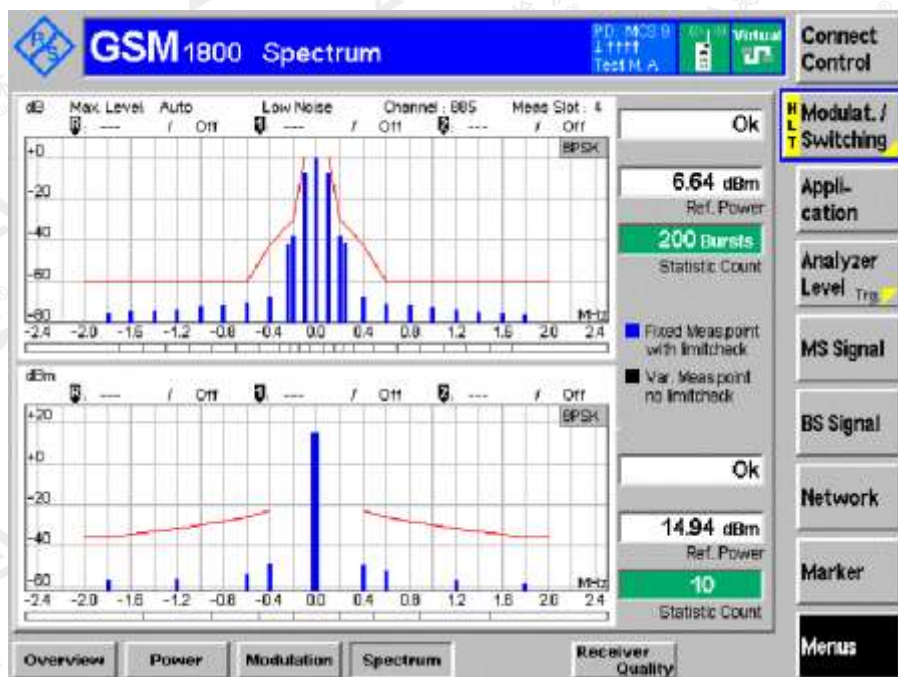 R&S
GSM 1800 Spectrum
PD: MCS 9
Test M. A
Virtual
Connect Control
dB Max. Level Auto Low Noise Channel : 885 Meas Slot : 4
--- / Off 1 --- / Off 2 --- / Off
8PSK
+0
-20
-40
-60
-80
MHz
-2.4 -2.0 -1.6 -1.2 -0.8 -0.4 0.0 0.4 0.8 1.2 1.6 2.0 2.4
Ok
6.64 dBm
Ref. Power
200 Bursts
Statistic Count
Fixed Meas.point
with limitcheck
Var. Meas.point
no limitcheck
dBm
--- / Off 1 --- / Off 2 --- / Off
8PSK
+20
+0
-20
-40
-60
MHz
-2.4 -2.0 -1.6 -1.2 -0.8 -0.4 0.0 0.4 0.8 1.2 1.6 2.0 2.4
Ok
14.94 dBm
Ref. Power
10
Statistic Count
H L T
Modulat. /
Switching
Appli-
cation
Analyzer
Level Trg.
MS Signal
BS Signal
Network
Marker
Menus
Overview
Power
Modulation
Spectrum
Receiver
Quality